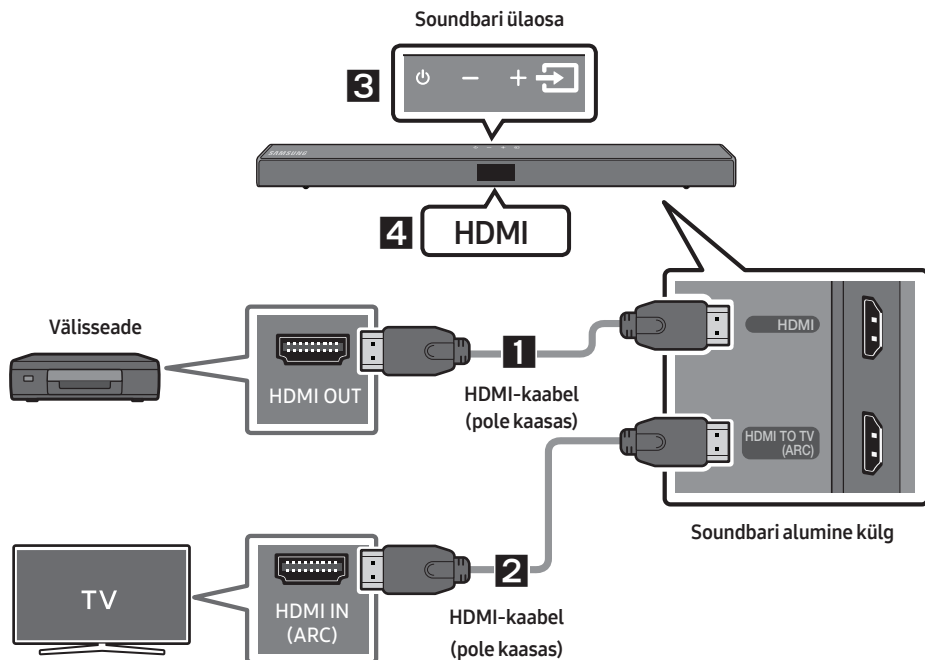 Soundbari ülaosa
3
SAMSUNG
4 HDMI
Välisseade
HDMI OUT
1
HDMI-kaabel
(pole kaasas)
HDMI
HDMI TO TV
(ARC)
Soundbari alumine külg
TV
HDMI IN
(ARC)
2
HDMI-kaabel
(pole kaasas)